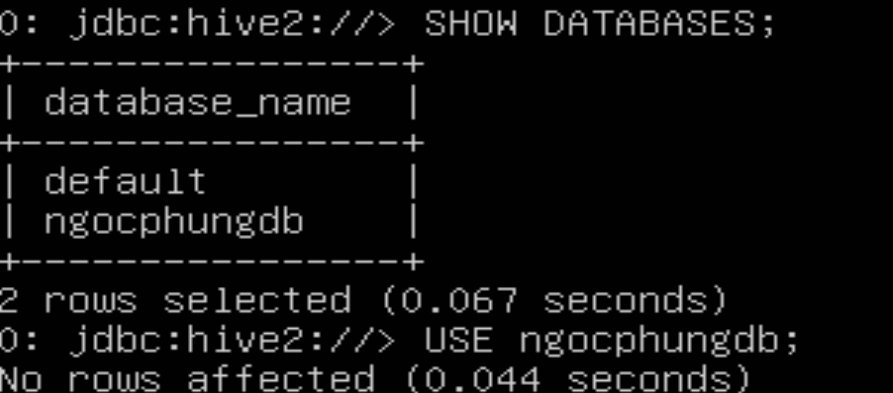 0: jdbc:hive2://> SHOW DATABASES;
+----------------+
| database_name  |
+----------------+
| default        |
| ngocphungdb    |
+----------------+
2 rows selected (0.067 seconds)
0: jdbc:hive2://> USE ngocphungdb;
No rows affected (0.044 seconds)